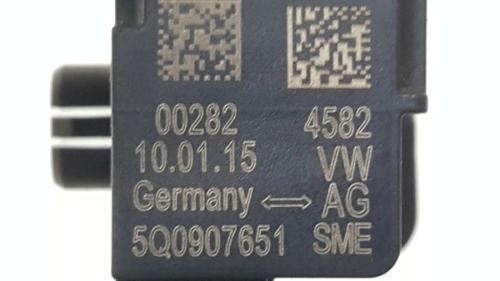 00282 4582
10.01.15 VW
Germany ⇔ AG
5Q0907651 SME